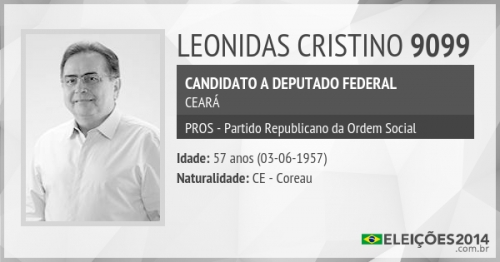 LEONIDAS CRISTINO 9099
CANDIDATO A DEPUTADO FEDERAL
CEARÁ
PROS - Partido Republicano da Ordem Social
Idade: 57 anos (03-06-1957)
Naturalidade: CE - Coreau
ELEIÇÕES2014
.com.br